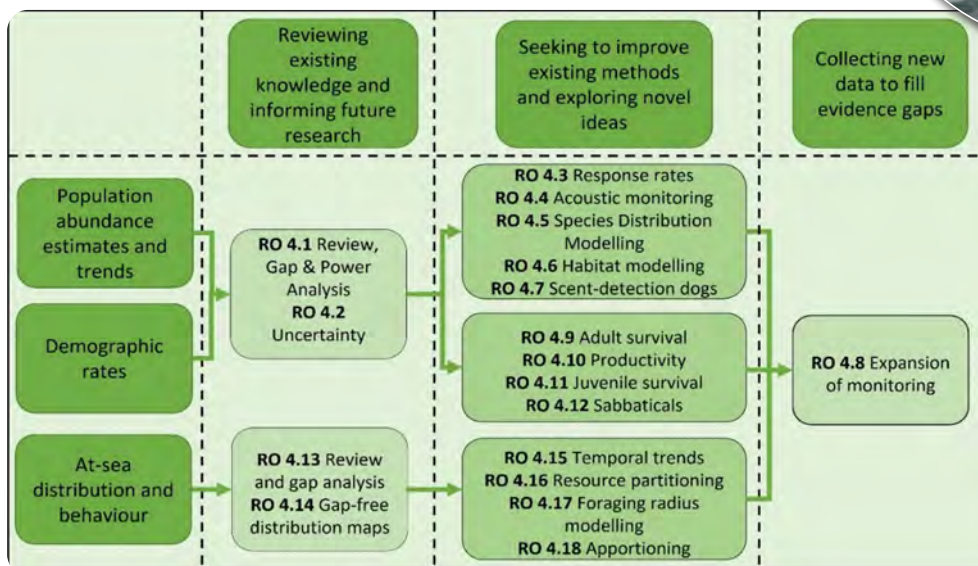 Reviewing
existing
knowledge and
informing future
research
Seeking to improve
existing methods
and exploring novel
ideas
Collecting new
data to fill
evidence gaps
Population
abundance
estimates and
trends
Demographic
rates
At-sea
distribution and
behaviour
RO 4.1 Review,
Gap & Power
Analysis
RO 4.2
Uncertainty
RO 4.13 Review
and gap analysis
RO 4.14 Gap-free
distribution maps
RO 4.3 Response rates
RO 4.4 Acoustic monitoring
RO 4.5 Species Distribution
Modelling
RO 4.6 Habitat modelling
RO 4.7 Scent-detection dogs
RO 4.9 Adult survival
RO 4.10 Productivity
RO 4.11 Juvenile survival
RO 4.12 Sabbaticals
RO 4.15 Temporal trends
RO 4.16 Resource partitioning
RO 4.17 Foraging radius
modelling
RO 4.18 Apportioning
RO 4.8 Expansion
of monitoring